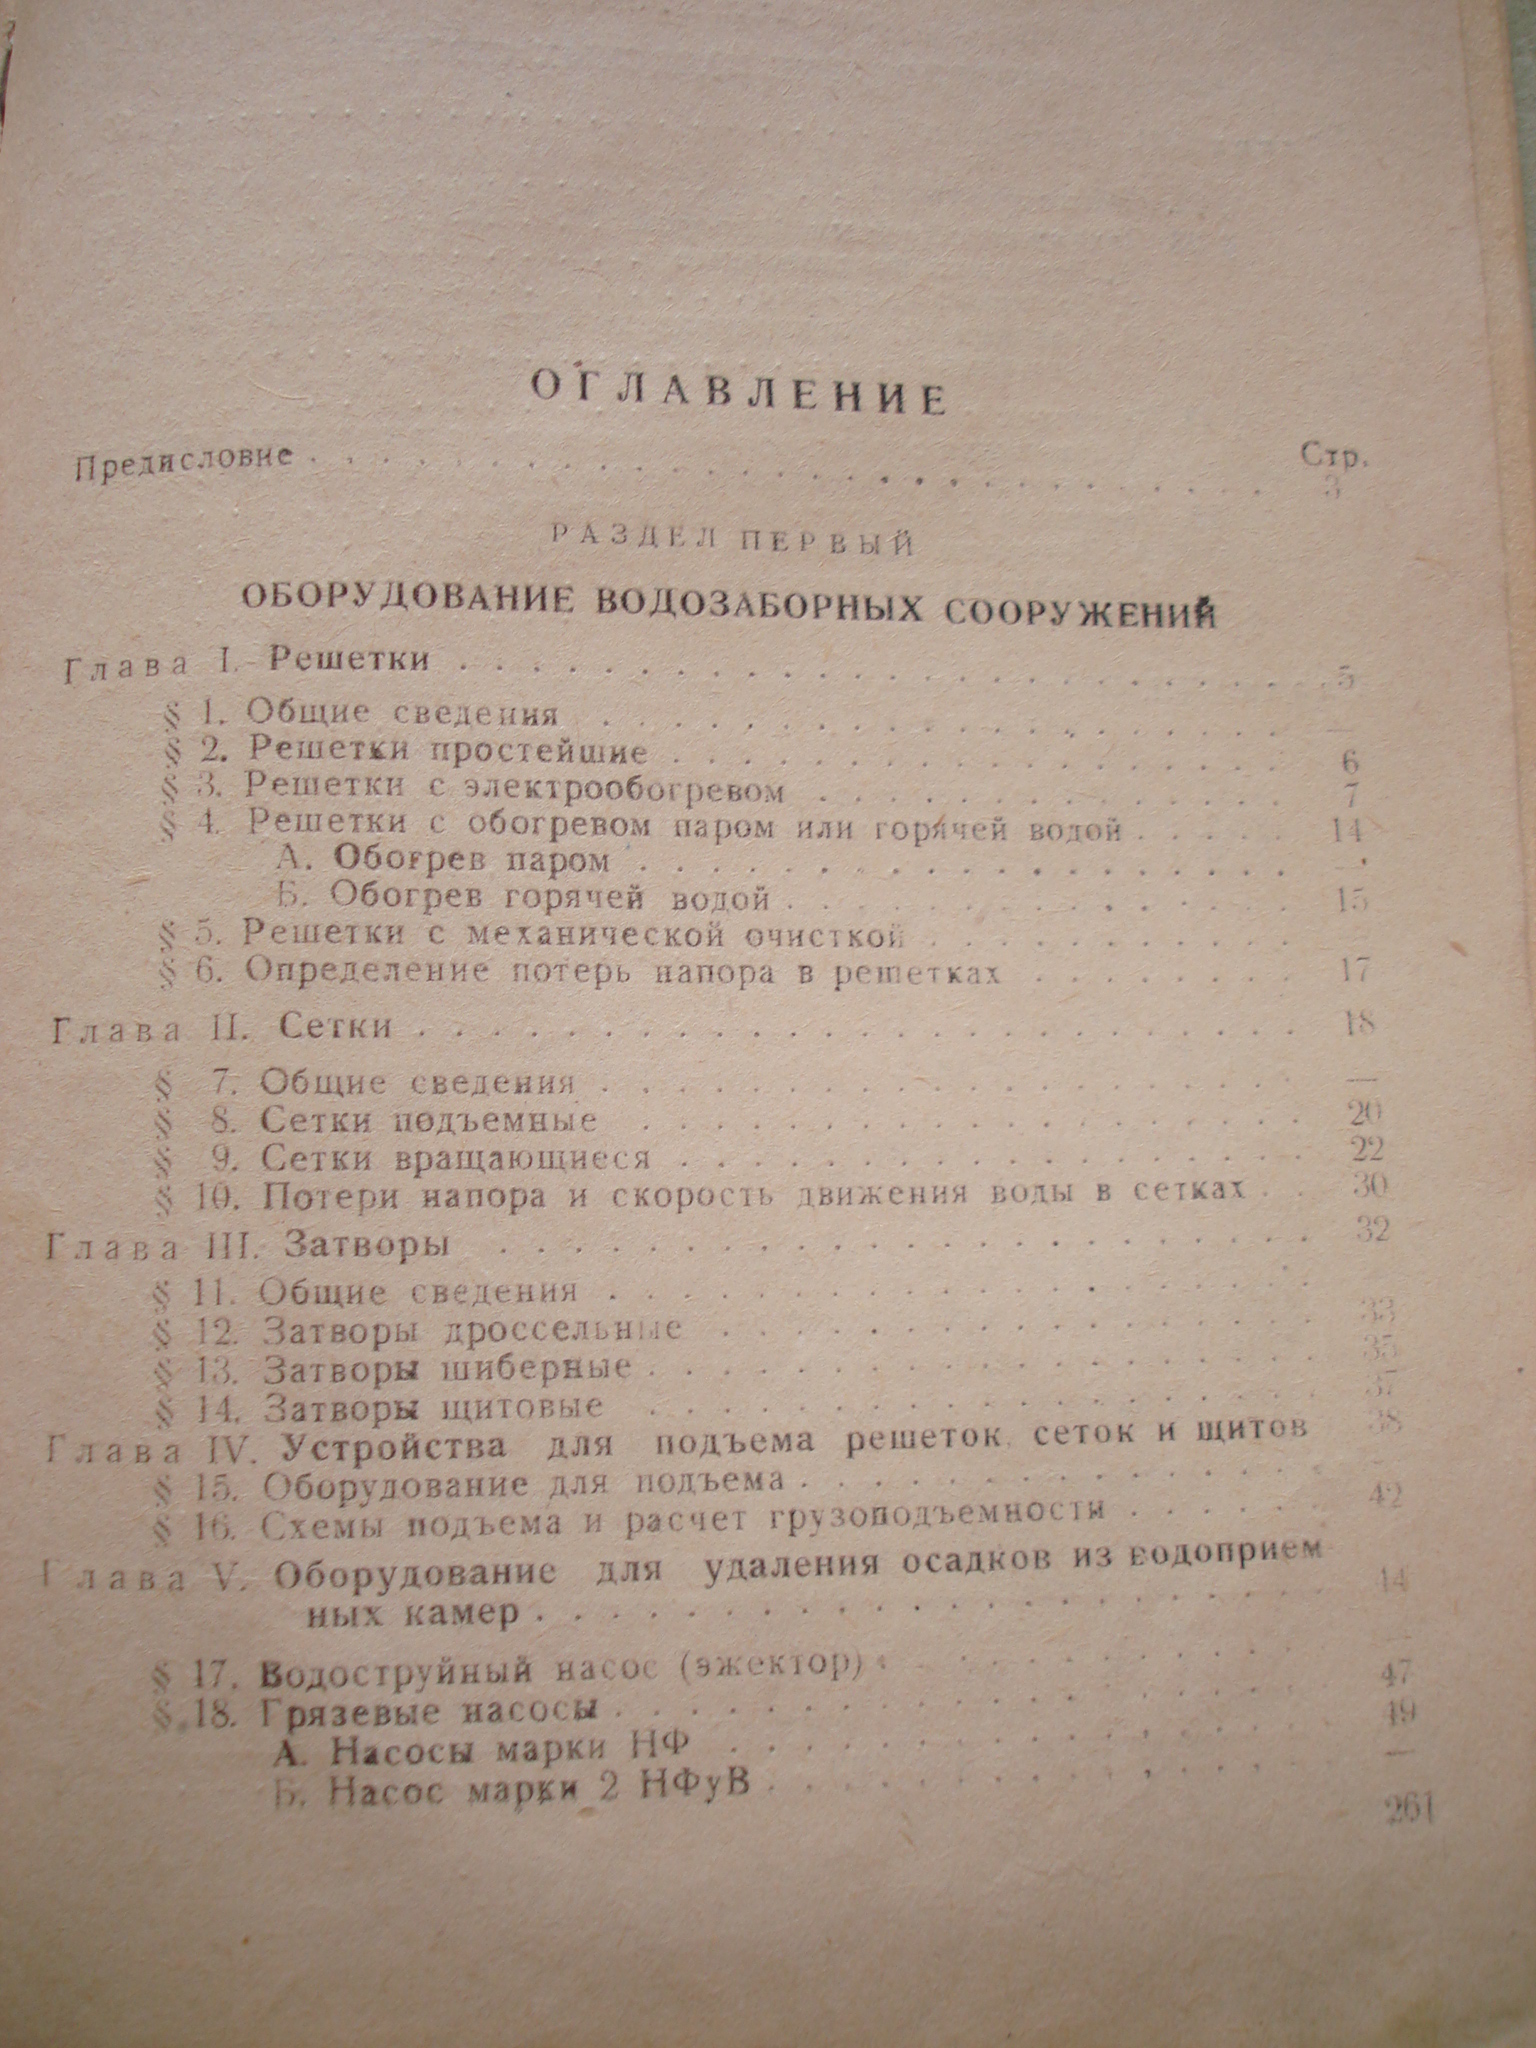 ОГЛАВЛЕНИЕ
Стр.
Предисловие . . . . . . . . . . . . . . . . . . . . . . . . . 3
РАЗДЕЛ ПЕРВЫЙ
ОБОРУДОВАНИЕ ВОДОЗАБОРНЫХ СООРУЖЕНИЙ
Глава I. Решетки . . . . . . . . . . . . . . . . . . . . . . . 5
§ 1. Общие сведения . . . . . . . . . . . . . . . . . . —
§ 2. Решетки простейшие . . . . . . . . . . . . . . . . 6
§ 3. Решетки с электрообогревом . . . . . . . . . . . . 7
§ 4. Решетки с обогревом паром или горячей водой . . . . . 14
А. Обогрев паром . . . . . . . . . . . . . . . . . . —
Б. Обогрев горячей водой . . . . . . . . . . . . . . 15
§ 5. Решетки с механической очисткой . . . . . . . . . .
§ 6. Определение потерь напора в решетках . . . . . . . . 17
Глава II. Сетки . . . . . . . . . . . . . . . . . . . . . . . . 18
§ 7. Общие сведения . . . . . . . . . . . . . . . . . . —
§ 8. Сетки подъемные . . . . . . . . . . . . . . . . . . 20
§ 9. Сетки вращающиеся . . . . . . . . . . . . . . . . . 22
§ 10. Потери напора и скорость движения воды в сетках . . 30
Глава III. Затворы . . . . . . . . . . . . . . . . . . . . . . 32
§ 11. Общие сведения . . . . . . . . . . . . . . . . . .
§ 12. Затворы дроссельные . . . . . . . . . . . . . . . . 33
§ 13. Затворы шиберные . . . . . . . . . . . . . . . . . . 35
§ 14. Затворы щитовые . . . . . . . . . . . . . . . . . . 37
Глава IV. Устройства для подъема решеток, сеток и щитов 38
§ 15. Оборудование для подъема . . . . . . . . . . . . . .
§ 16. Схемы подъема и расчет грузоподъемности . . . . . . 42
Глава V. Оборудование для удаления осадков из водоприем
ных камер . . . . . . . . . . . . . . . . . . . . . 44
§ 17. Водоструйный насос (эжектор) . . . . . . . . . . . .
§ 18. Грязевые насосы . . . . . . . . . . . . . . . . . . 47
А. Насосы марки НФ . . . . . . . . . . . . . . . . 49
Б. Насос марки 2 НФуВ . . . . . . . . . . . . . . . —
261